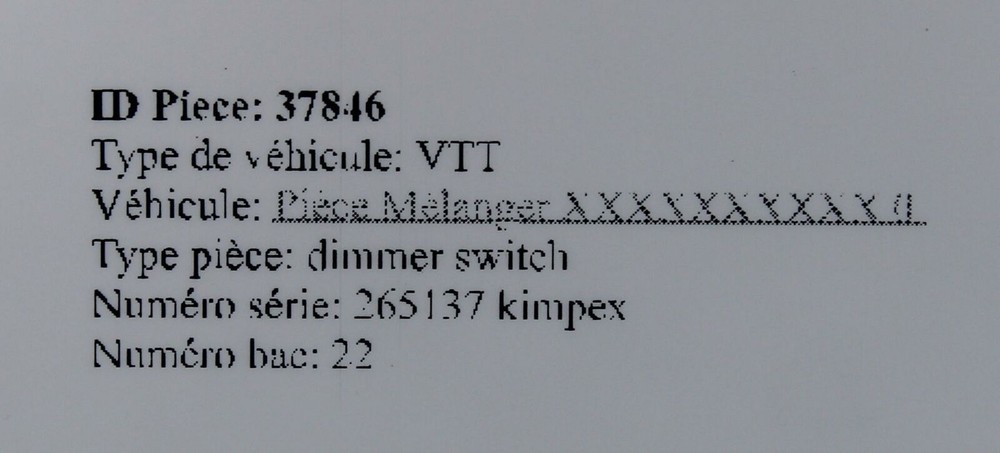 ID Piece: 37846
Type de véhicule: VTT
Véhicule: Pièce Mélanger XXXXXXXXXX
Type pièce: dimmer switch
Numéro série: 265137 kimpex
Numéro bac: 22